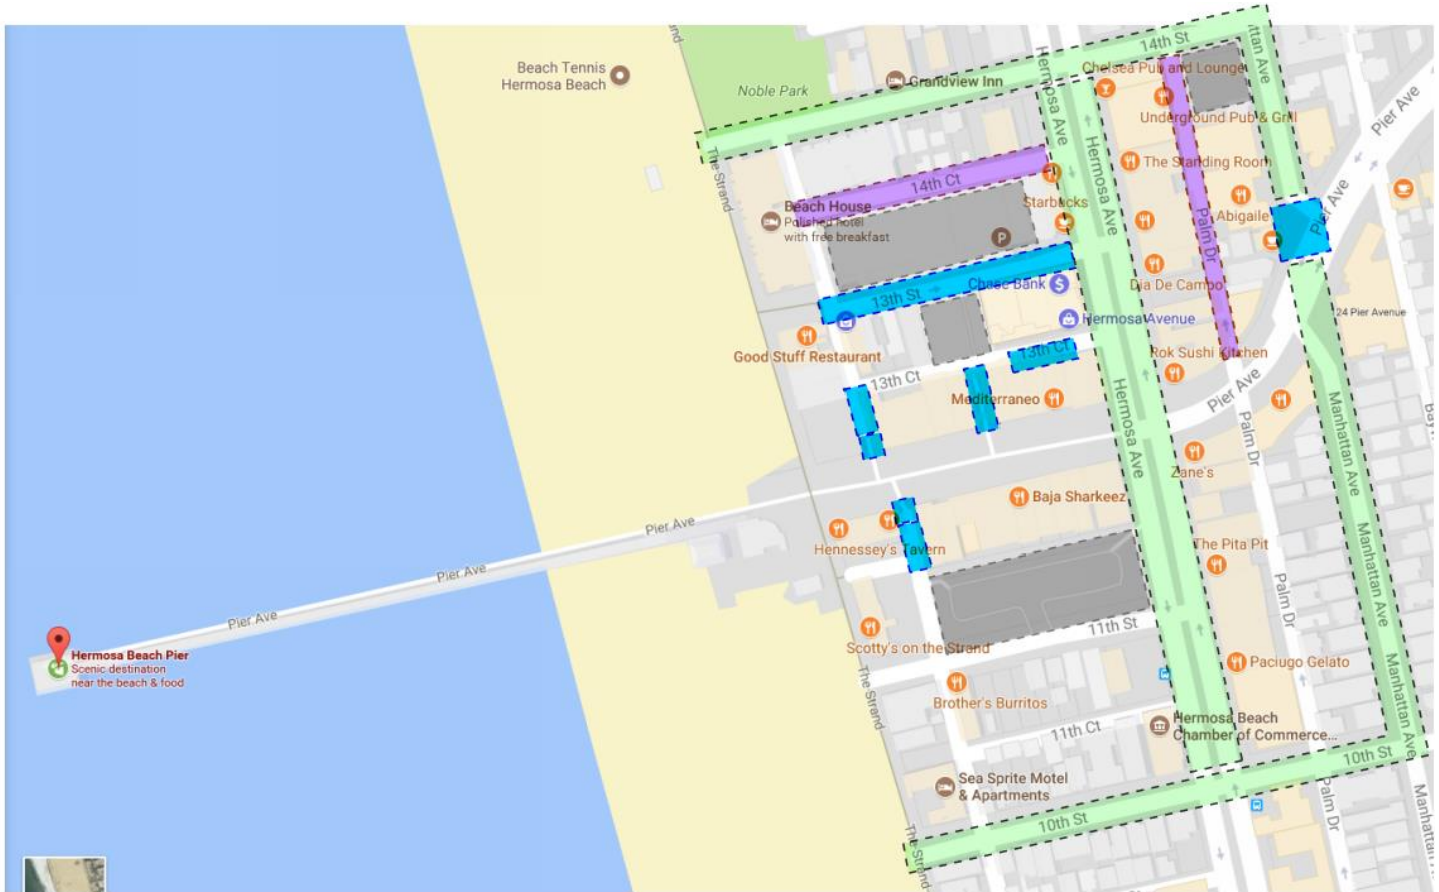 14th St
Hermosa Ave
Pier Ave
Beach Tennis
Hermosa Beach
Noble Park
Grandview Inn
Chelsea Pub and Lounge
Underground Pub & Grill
Hermosa Ave
The Standing Room
The Strand
14th Ct
Starbucks
Beach House
Polished hotel
with free breakfast
P
Abigaile
Pier Ave
Palm Dr
13th St
Chase Bank
Dia De Campo
Hermosa Avenue
24 Pier Avenue
Good Stuff Restaurant
13th Ct
Rok Sushi Kitchen
13th Ct
Mediterraneo
Hermosa Ave
Pier Ave
Palm Dr
Manhattan Ave
Zane's
Baja Sharkeez
Pier Ave
Hennessey's Tavern
The Pita Pit
Pier Ave
Manhattan Ave
Palm Dr
Pier Ave
11th St
Scotty's on the Strand
Hermosa Beach Pier
Scenic destination
near the beach & food
Paciugo Gelato
Manhattan Ave
The Strand
Brother's Burritos
Hermosa Beach
Chamber of Commerce...
11th Ct
10th St
Sea Sprite Motel
& Apartments
Palm Dr
10th St
The Strand